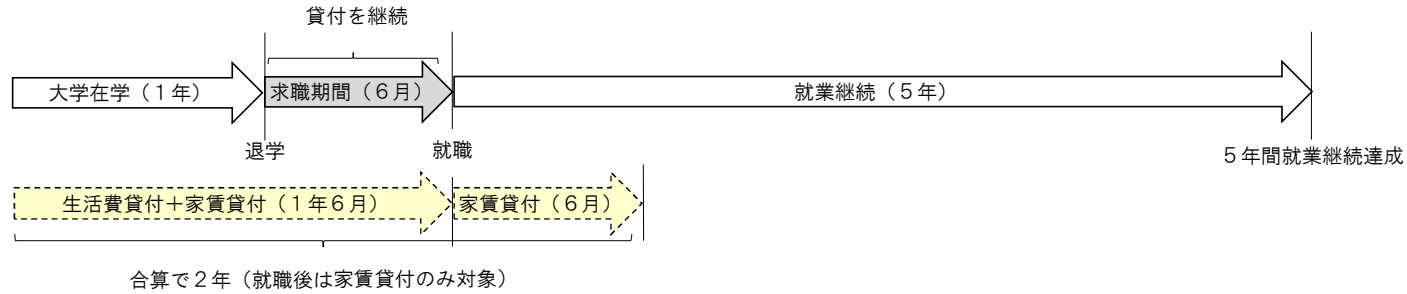 貸付を継続
大学在学（１年）
求職期間（６月）
就業継続（５年）
退学
就職
５年間就業継続達成
生活費貸付＋家賃貸付（１年６月）
家賃貸付（６月）
合算で２年（就職後は家賃貸付のみ対象）